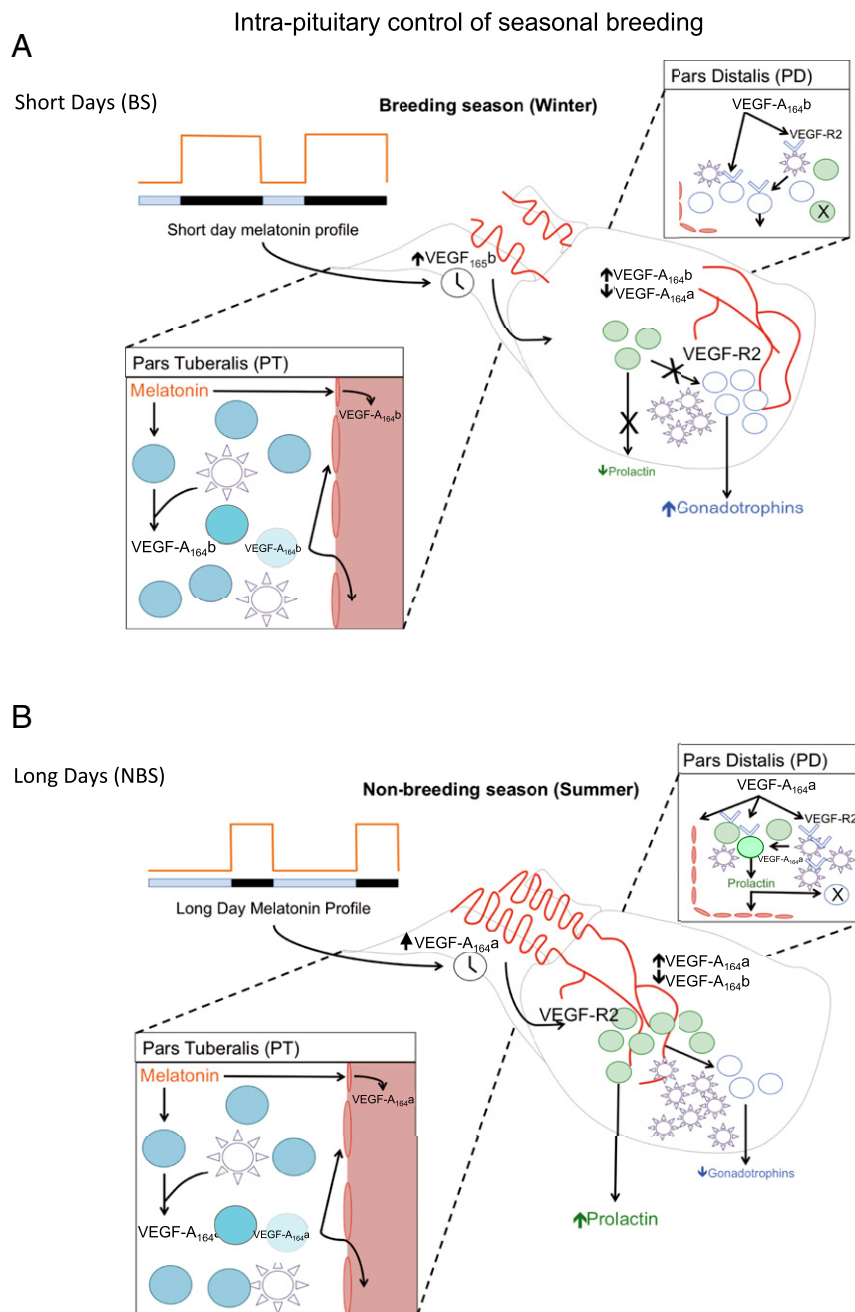 Intra-pituitary control of seasonal breeding
A
Short Days (BS)
Breeding season (Winter)
Short day melatonin profile
Pars Distalis (PD)
VEGF-A₁₆₄b
VEGF-R2
X
↑VEGF₁₆₅b
↑VEGF-A₁₆₄b
↓VEGF-A₁₆₄a
VEGF-R2
X
X
↓Prolactin
↑Gonadotrophins
Pars Tuberalis (PT)
Melatonin
VEGF-A₁₆₄b
VEGF-A₁₆₄b
VEGF-A₁₆₄b
B
Long Days (NBS)
Non-breeding season (Summer)
Long Day Melatonin Profile
Pars Distalis (PD)
VEGF-A₁₆₄a
VEGF-R2
VEGF-A₁₆₄a
Prolactin
X
↑VEGF-A₁₆₄a
↑VEGF-A₁₆₄a
↓VEGF-A₁₆₄b
VEGF-R2
↓Gonadotrophins
↑Prolactin
Pars Tuberalis (PT)
Melatonin
VEGF-A₁₆₄a
VEGF-A₁₆₄a
VEGF-A₁₆₄a